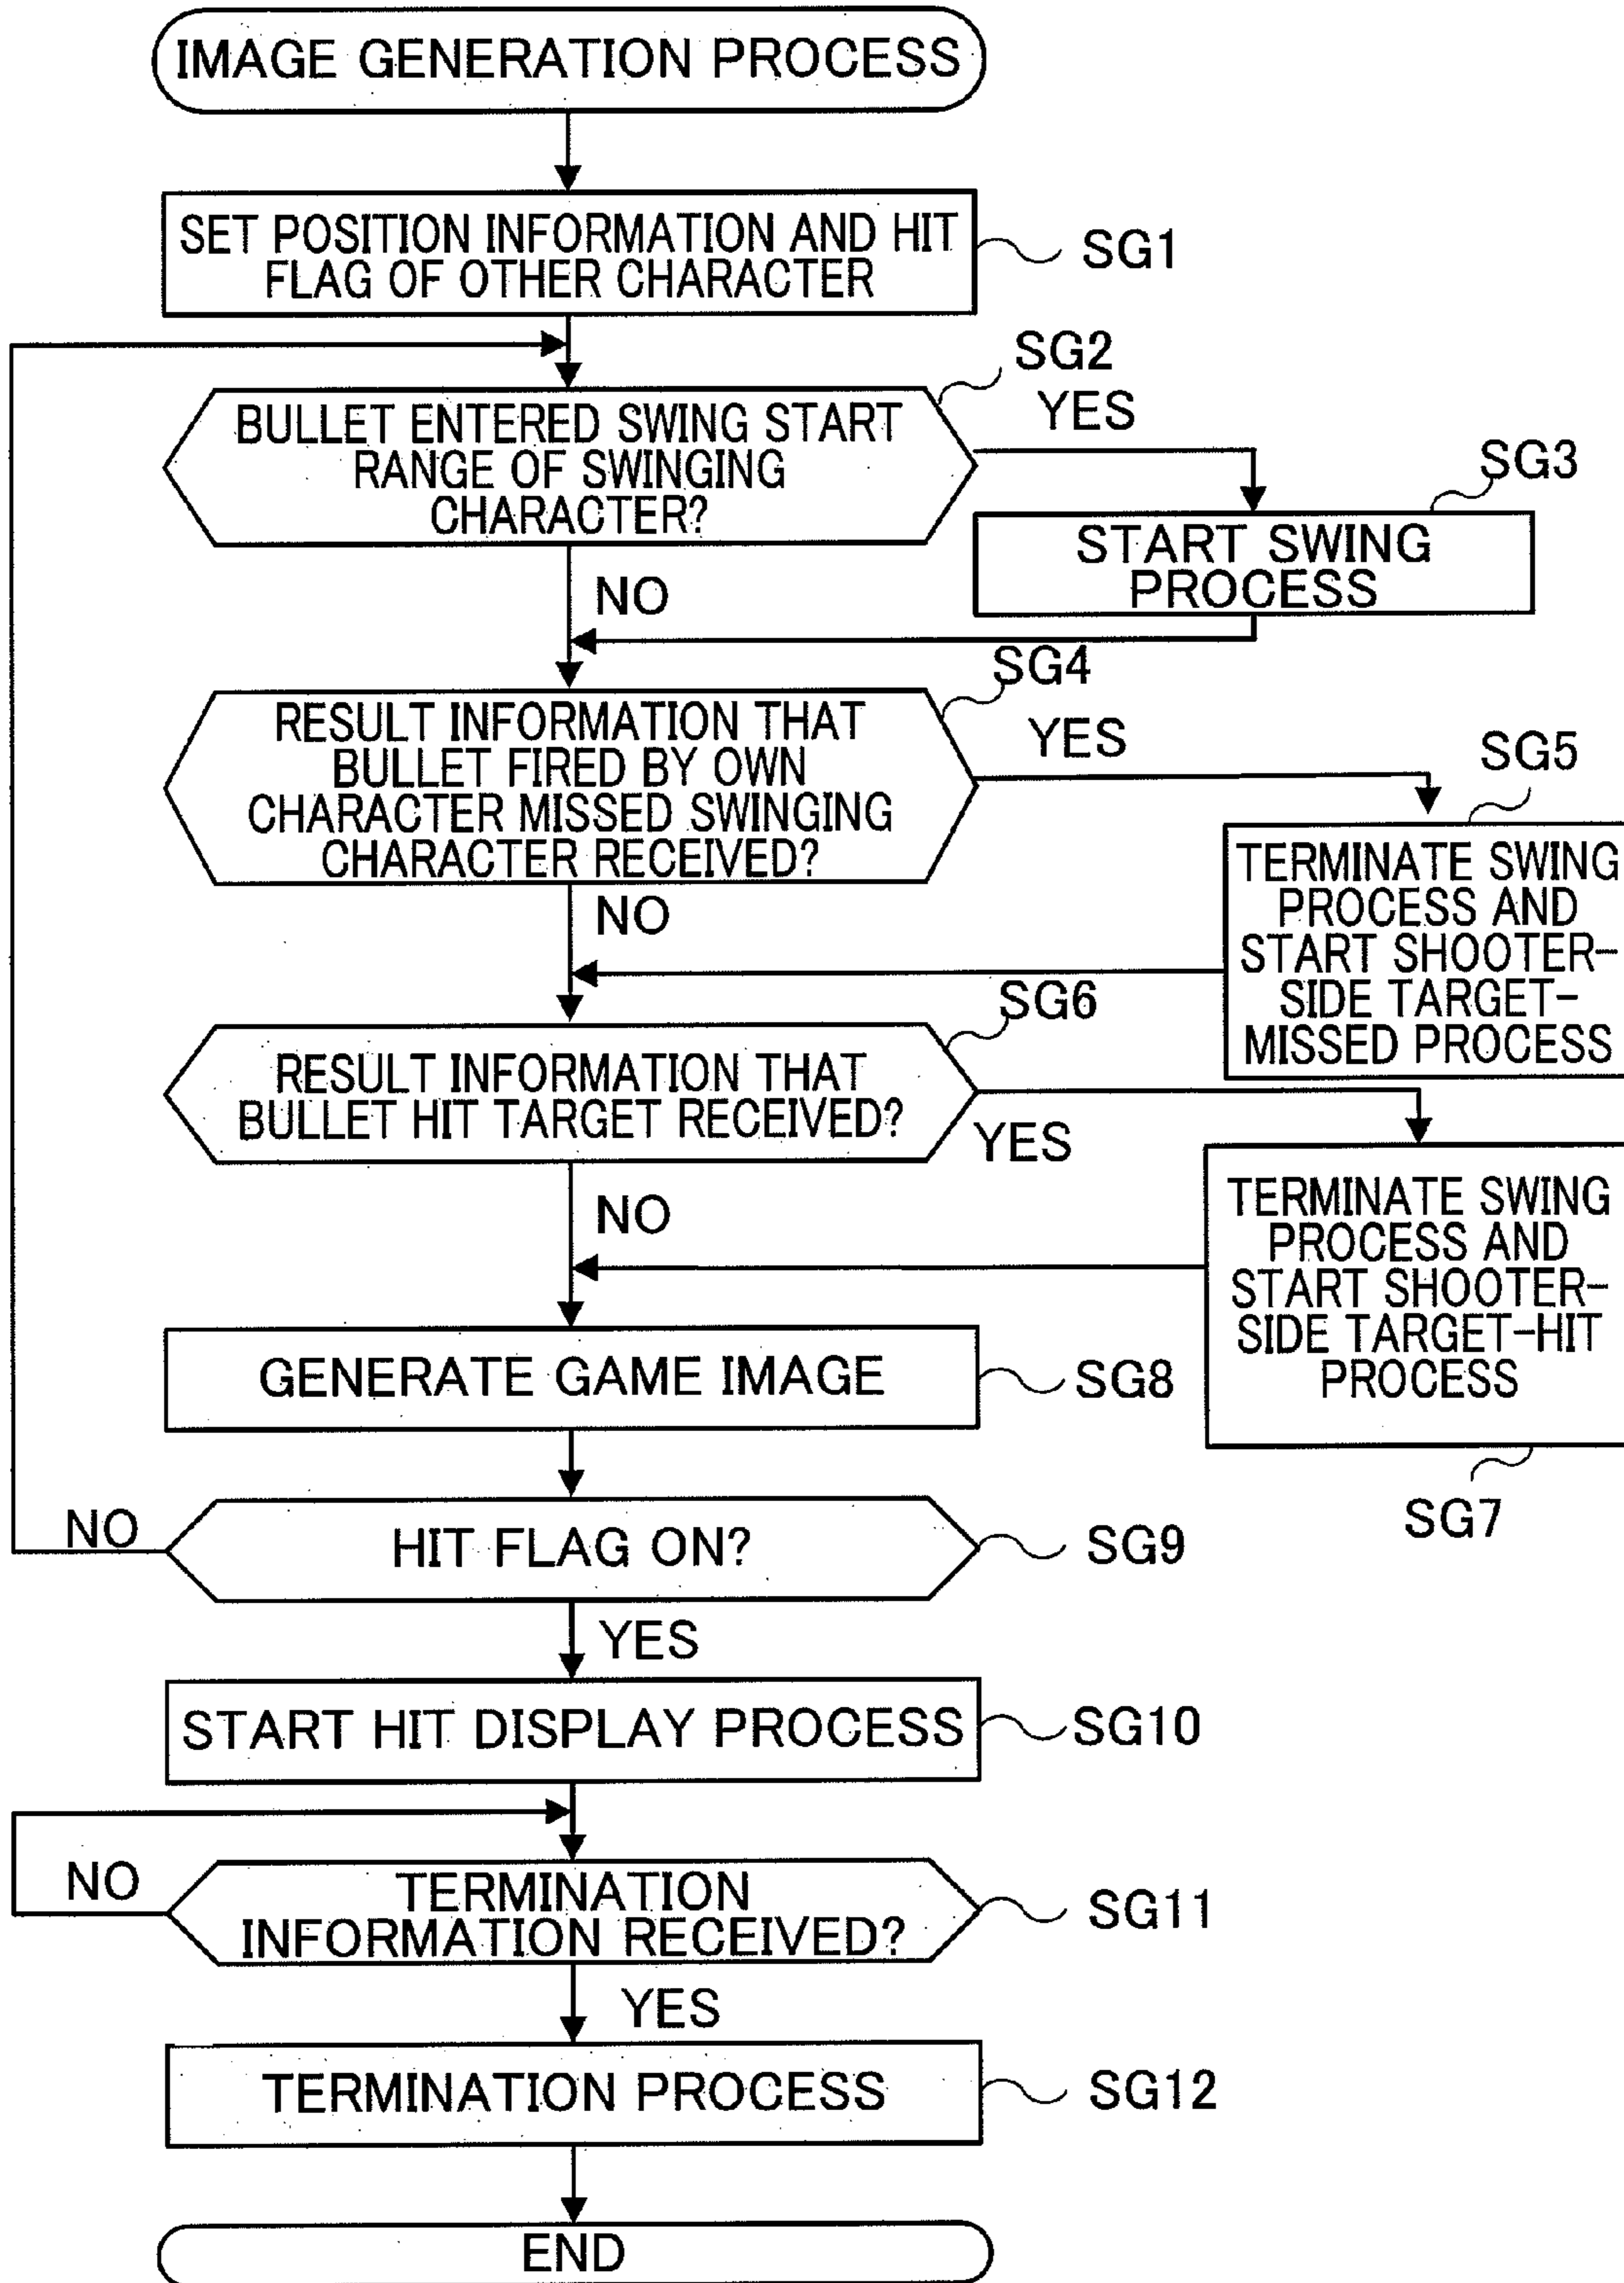 IMAGE GENERATION PROCESS
SET POSITION INFORMATION AND HIT
FLAG OF OTHER CHARACTER
SG1
SG2
BULLET ENTERED SWING START
RANGE OF SWINGING
CHARACTER?
YES
SG3
START SWING
PROCESS
NO
SG4
RESULT INFORMATION THAT
BULLET FIRED BY OWN
CHARACTER MISSED SWINGING
CHARACTER RECEIVED?
YES
SG5
TERMINATE SWING
PROCESS AND
START SHOOTER-
SIDE TARGET-
MISSED PROCESS
NO
SG6
RESULT INFORMATION THAT
BULLET HIT TARGET RECEIVED?
YES
TERMINATE SWING
PROCESS AND
START SHOOTER-
SIDE TARGET-HIT
PROCESS
SG7
NO
GENERATE GAME IMAGE
SG8
NO
HIT FLAG ON?
SG9
YES
START HIT DISPLAY PROCESS
SG10
NO
TERMINATION
INFORMATION RECEIVED?
SG11
YES
TERMINATION PROCESS
SG12
END